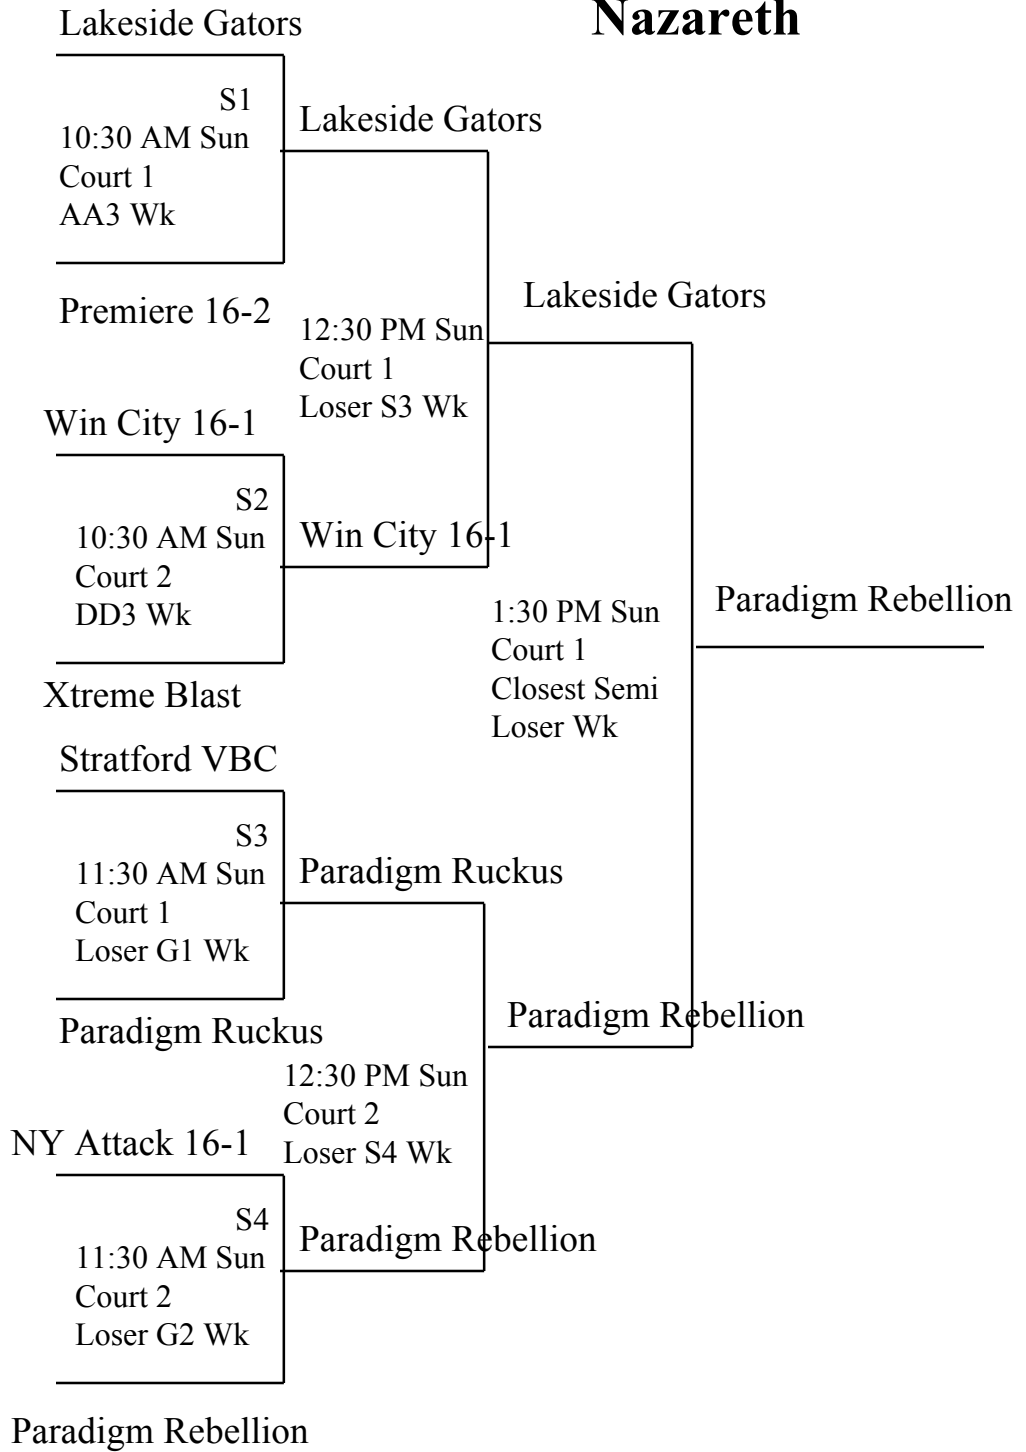 Nazareth
Lakeside Gators
S1
10:30 AM Sun
Court 1
AA3 Wk
Lakeside Gators
Premiere 16-2
Lakeside Gators
12:30 PM Sun
Court 1
Loser S3 Wk
Win City 16-1
S2
10:30 AM Sun
Court 2
DD3 Wk
Win City 16-1
Xtreme Blast
1:30 PM Sun
Court 1
Closest Semi
Loser Wk
Paradigm Rebellion
Stratford VBC
S3
11:30 AM Sun
Court 1
Loser G1 Wk
Paradigm Ruckus
Paradigm Ruckus
Paradigm Rebellion
12:30 PM Sun
Court 2
Loser S4 Wk
NY Attack 16-1
S4
11:30 AM Sun
Court 2
Loser G2 Wk
Paradigm Rebellion
Paradigm Rebellion